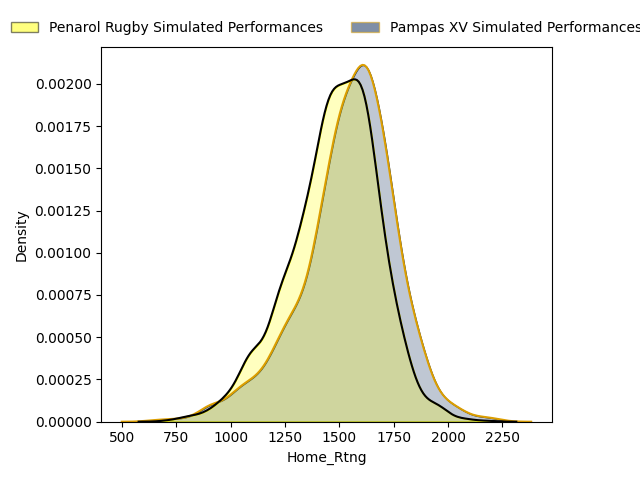 Penarol Rugby Simulated Performances
Pampas XV Simulated Performances
0.00200
0.00175
0.00150
0.00125
0.00100
0.00075
0.00050
0.00025
0.00000
Density
500 750 1000 1250 1500 1750 2000 2250
Home_Rtng